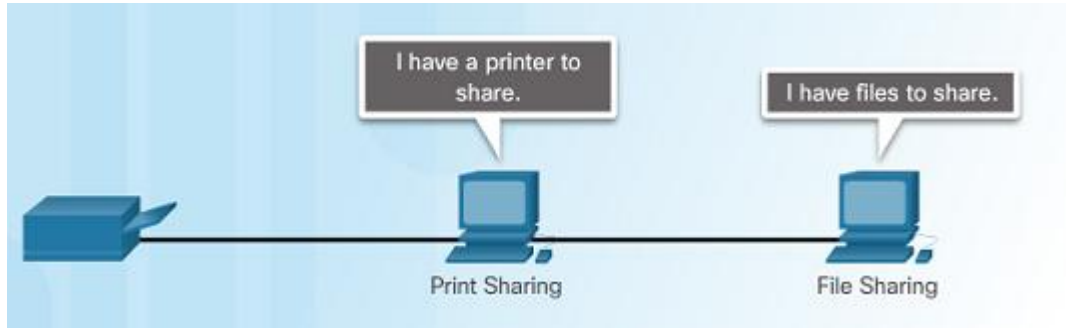 I have a printer to
share.
I have files to share.
Print Sharing
File Sharing